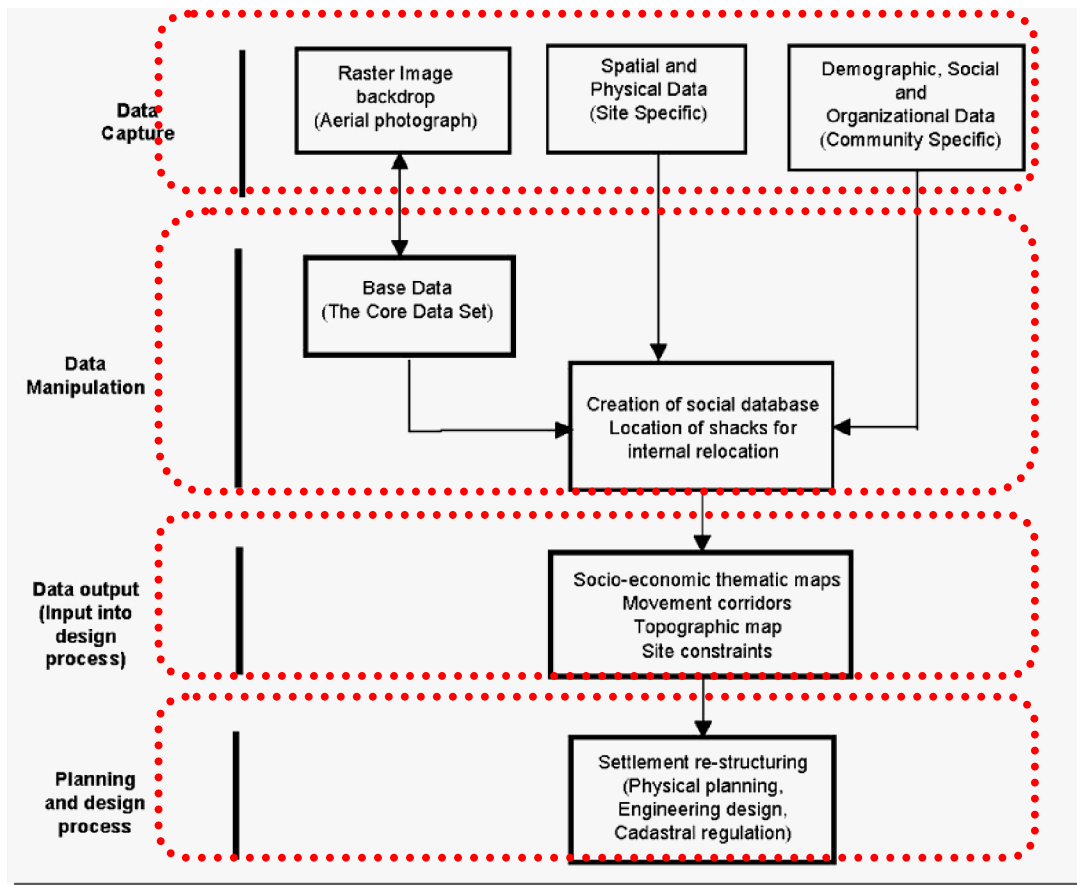 Data
Capture
Raster Image
backdrop
(Aerial photograph)
Spatial and
Physical Data
(Site Specific)
Demographic, Social
and
Organizational Data
(Community Specific)
Data
Manipulation
Base Data
(The Core Data Set)
Creation of social database
Location of shacks for
internal relocation
Data output
(Input into
design
process)
Socio-economic thematic maps
Movement corridors
Topographic map
Site constraints
Planning
and design
process
Settlement re-structuring
(Physical planning,
Engineering design,
Cadastral regulation)